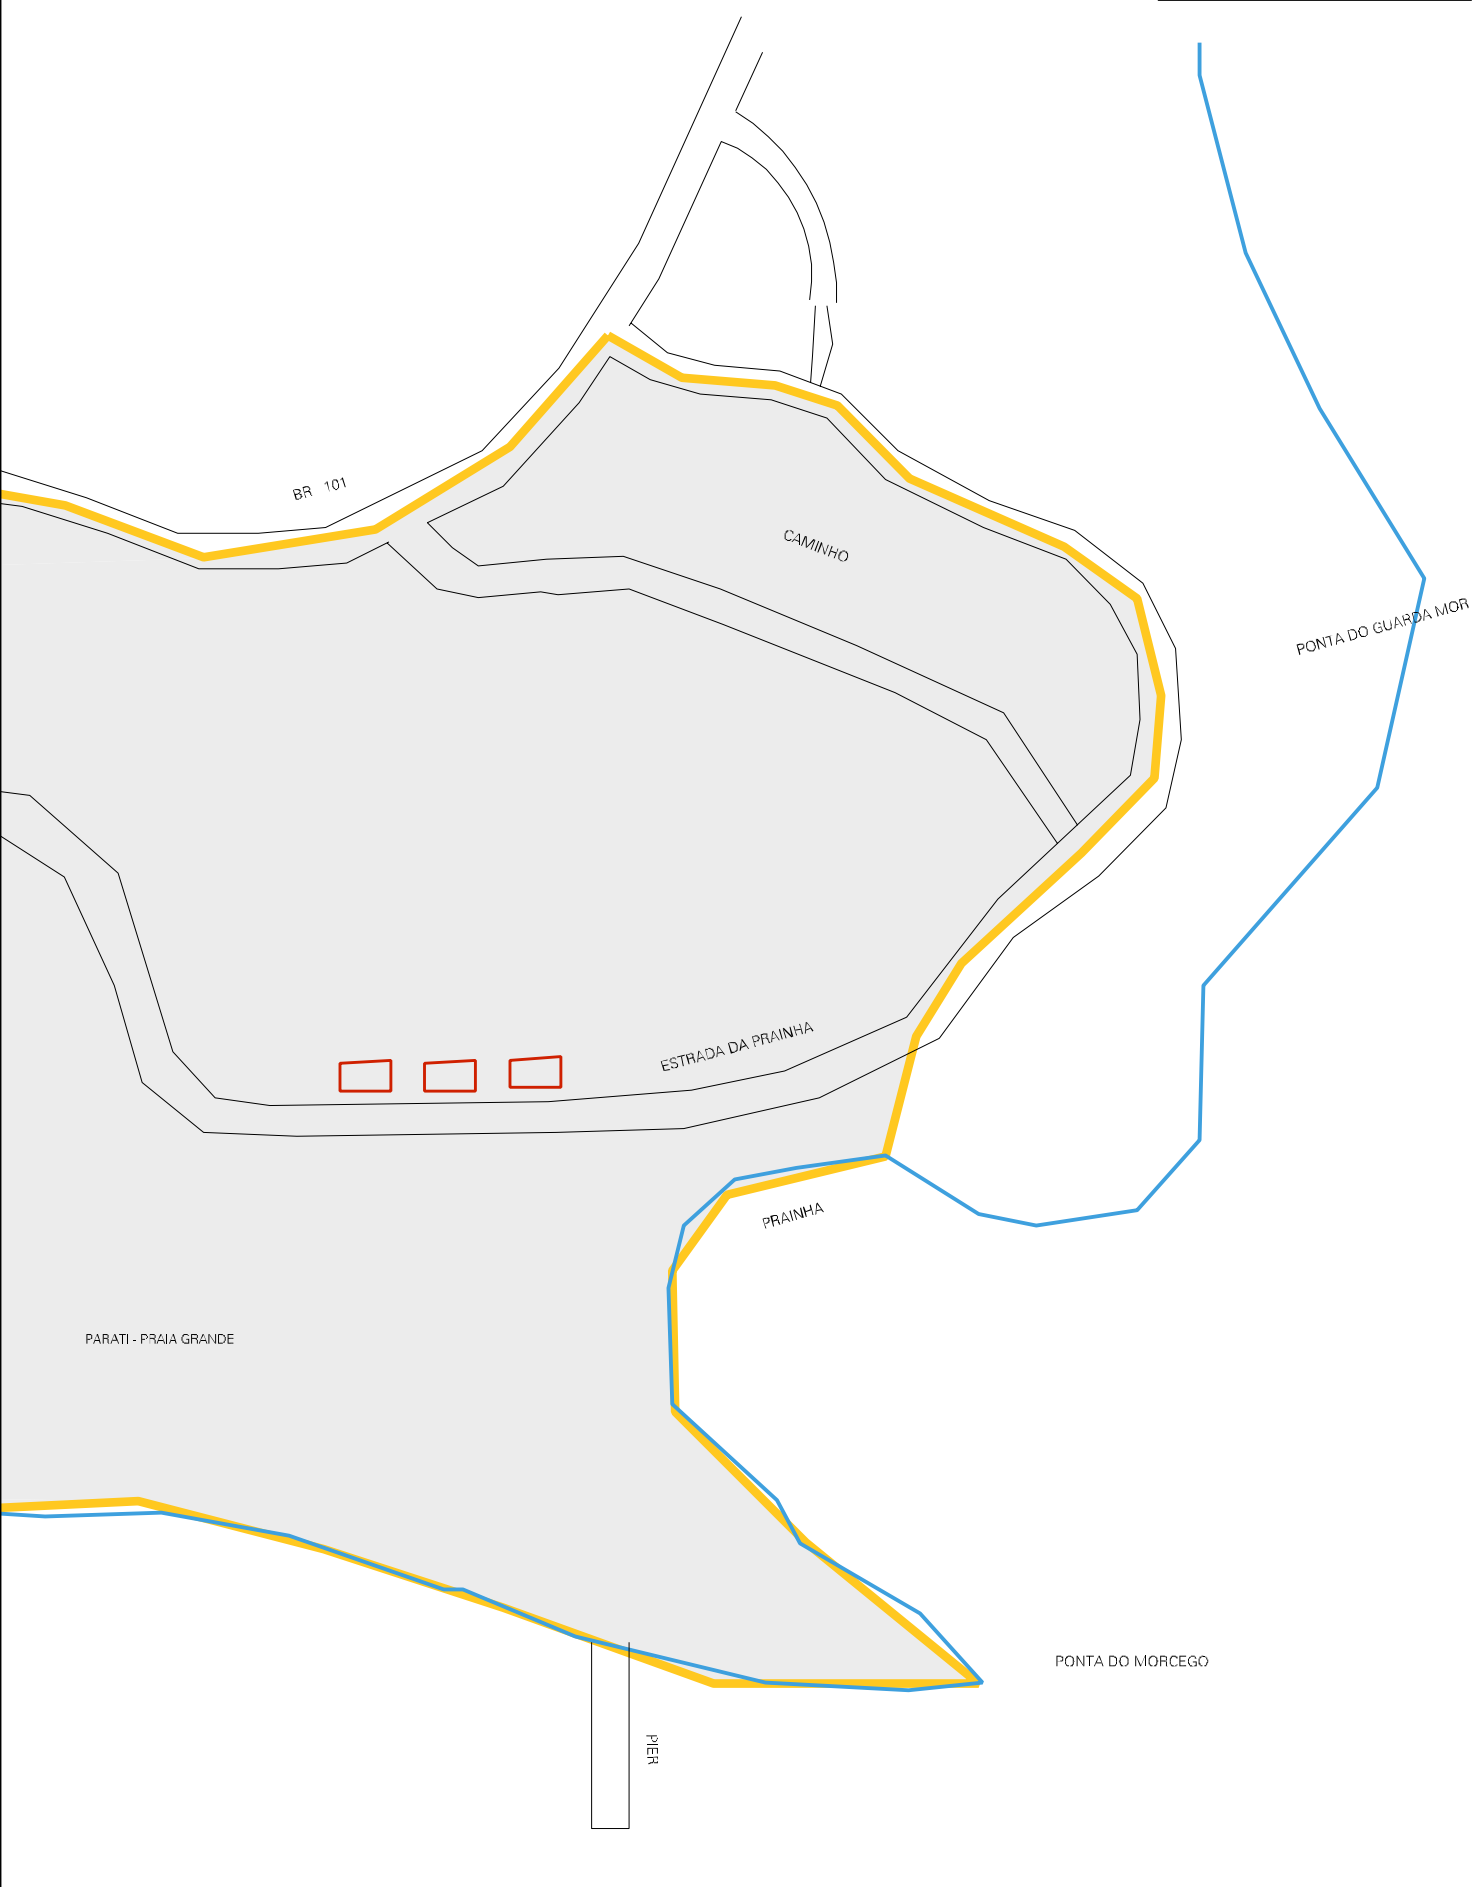 BR 101
CAMINHO
PONTA DO GUARDA MOR
ESTRADA DA PRAINHA
PRAINHA
PARATI - PRAIA GRANDE
PONTA DO MORCEGO
PIER